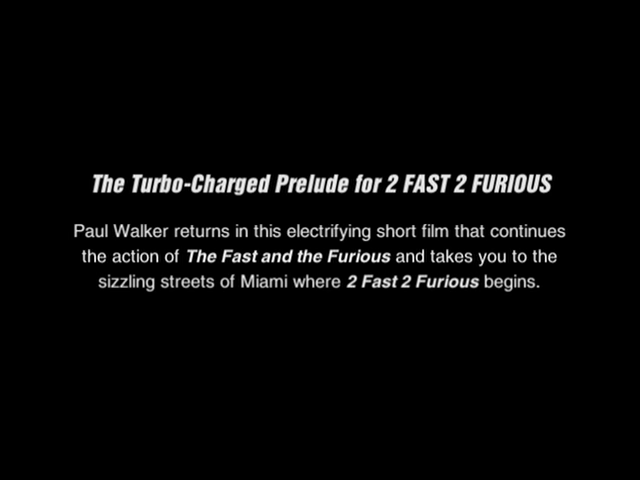 The Turbo-Charged Prelude for 2 FAST 2 FURIOUS
Paul Walker returns in this electrifying short film that continues
the action of The Fast and the Furious and takes you to the
sizzling streets of Miami where 2 Fast 2 Furious begins.